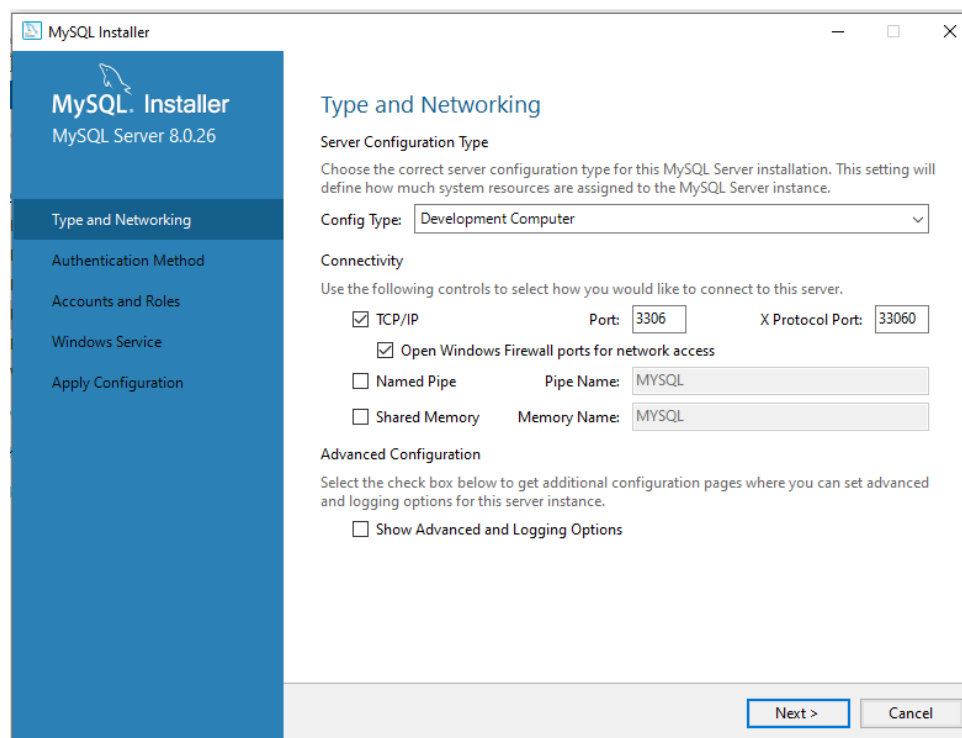 MySQL Installer
MySQL. Installer
MySQL Server 8.0.26
Type and Networking
Authentication Method
Accounts and Roles
Windows Service
Apply Configuration
Type and Networking
Server Configuration Type
Choose the correct server configuration type for this MySQL Server installation. This setting will
define how much system resources are assigned to the MySQL Server instance.
Config Type: Development Computer
Connectivity
Use the following controls to select how you would like to connect to this server.
TCP/IP Port: 3306 X Protocol Port: 33060
Open Windows Firewall ports for network access
Named Pipe Pipe Name: MYSQL
Shared Memory Memory Name: MYSQL
Advanced Configuration
Select the check box below to get additional configuration pages where you can set advanced
and logging options for this server instance.
Show Advanced and Logging Options
Next > Cancel